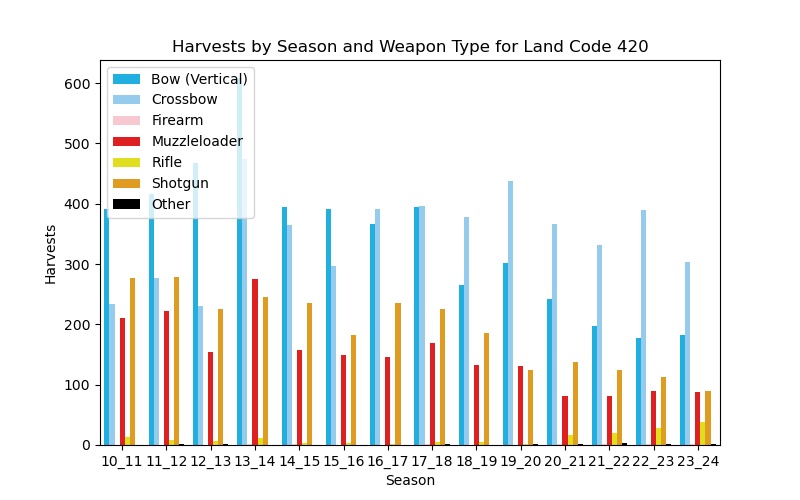 Harvests by Season and Weapon Type for Land Code 420
Harvests
600
500
400
300
200
100
0
Bow (Vertical)
Crossbow
Firearm
Muzzleloader
Rifle
Shotgun
Other
10_11 11_12 12_13 13_14 14_15 15_16 16_17 17_18 18_19 19_20 20_21 21_22 22_23 23_24
Season